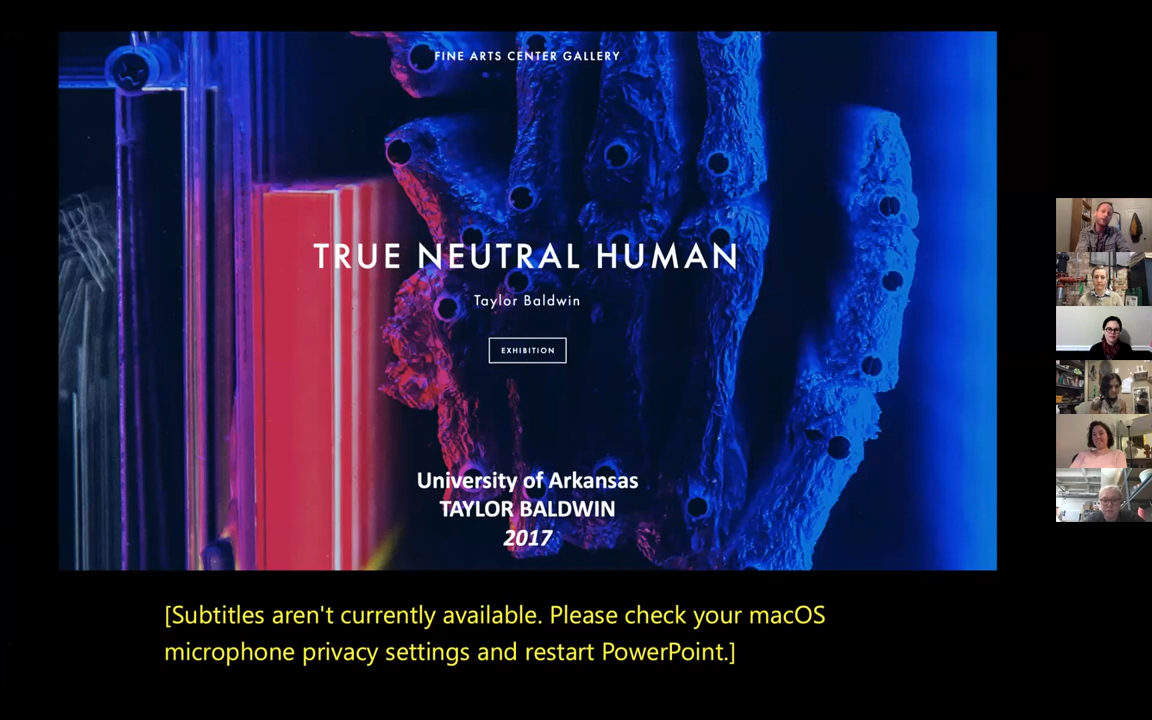 FINE ARTS CENTER GALLERY
TRUE NEUTRAL HUMAN
Taylor Baldwin
EXHIBITION
University of Arkansas
TAYLOR BALDWIN
2017
[Subtitles aren't currently available. Please check your macOS
microphone privacy settings and restart PowerPoint.]